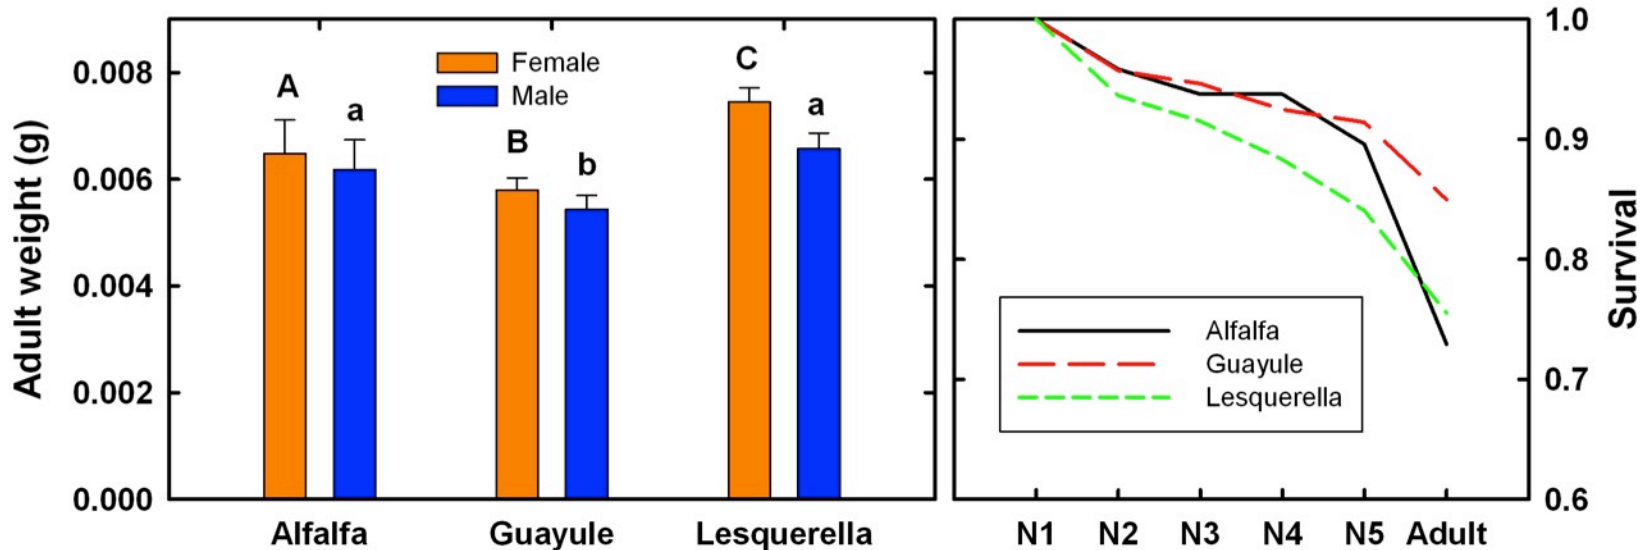 Adult weight (g)
0.008
0.006
0.004
0.002
0.000
A
a
B
b
C
a
Female
Male
Alfalfa
Guayule
Lesquerella
Alfalfa
Guayule
Lesquerella
N1
N2
N3
N4
N5
Adult
1.0
0.9
0.8
0.7
0.6
Survival